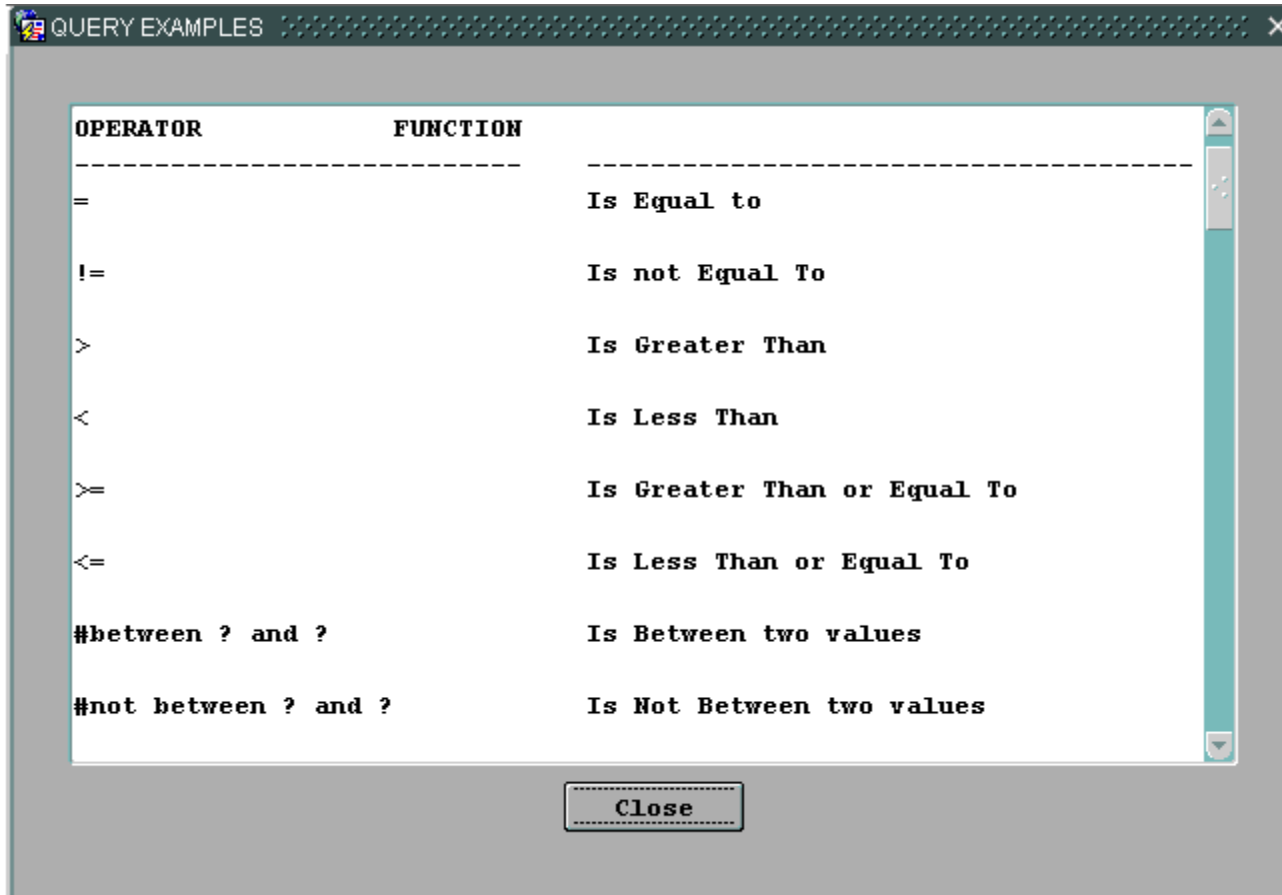 QUERY EXAMPLES
OPERATOR FUNCTION
---------------------------- --------------------------------------
= Is Equal to
!= Is not Equal To
> Is Greater Than
< Is Less Than
>= Is Greater Than or Equal To
<= Is Less Than or Equal To
#between ? and ? Is Between two values
#not between ? and ? Is Not Between two values
Close